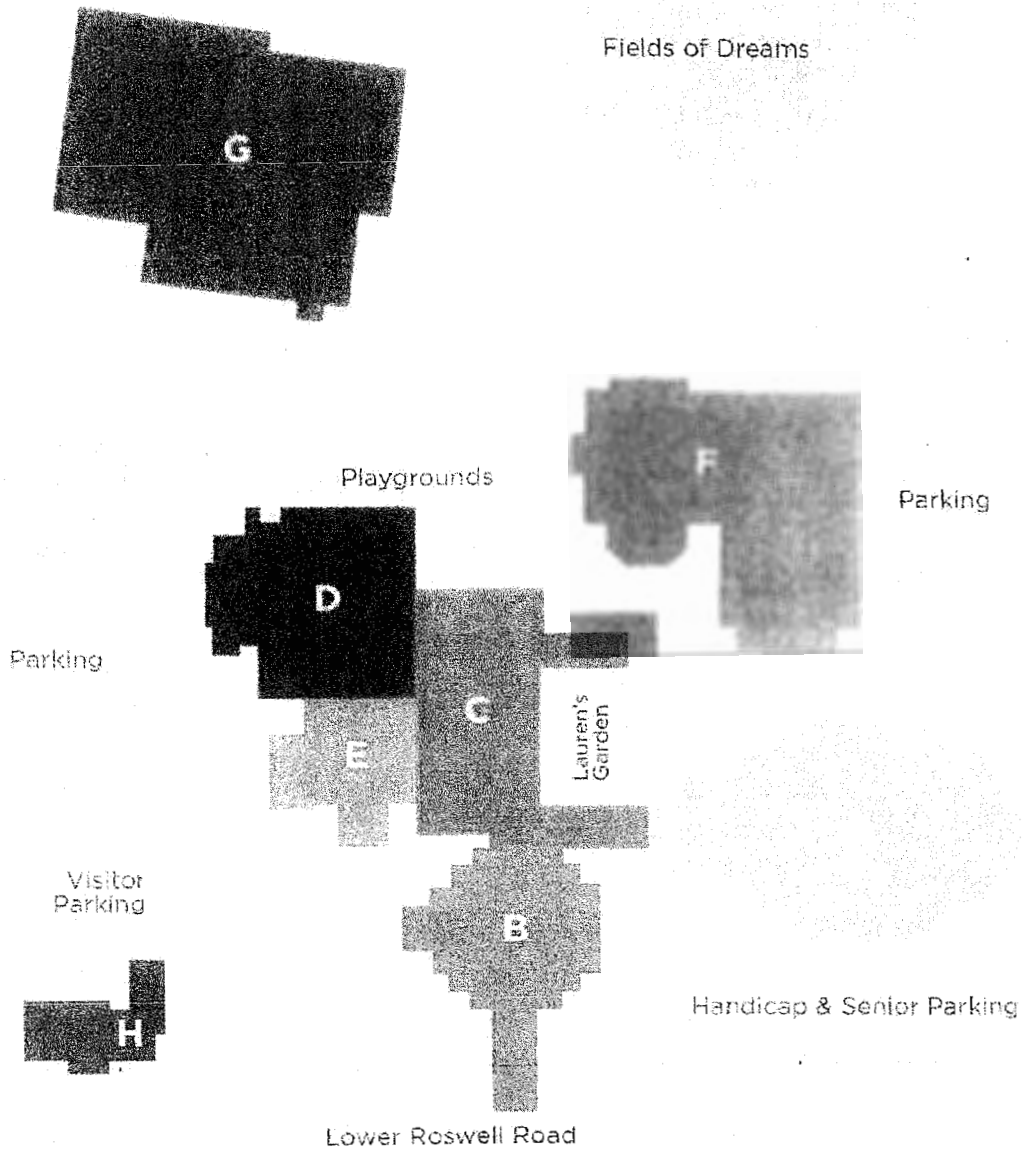 Fields of Dreams
G
F
Playgrounds
Parking
D
Parking
C
Lauren's
Garden
E
Visitor
Parking
B
Handicap & Senior Parking
H
Lower Roswell Road